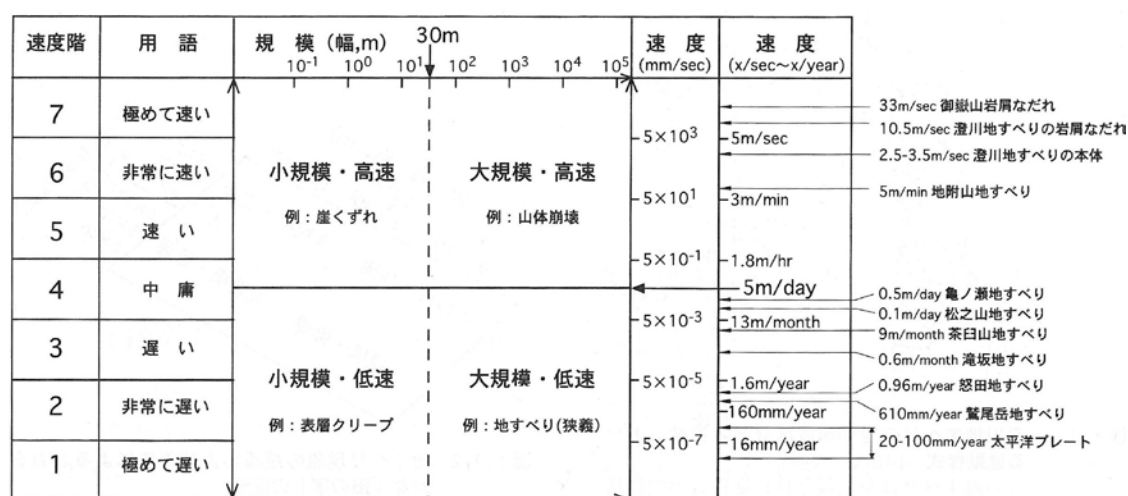 速度階 用 語 規 模 (幅,m) 30m 速 度 速 度
10⁻¹ 10⁰ 10¹ 10² 10³ 10⁴ 10⁵ (mm/sec) (x/sec~x/year)
7 極めて速い
33m/sec 御嶽山岩屑なだれ
10.5m/sec 澄川地すべりの岩屑なだれ
5×10³ 5m/sec
2.5-3.5m/sec 澄川地すべりの本体
6 非常に速い 小規模・高速 大規模・高速
5m/min 地附山地すべり
5×10¹ 3m/min
例：崖くずれ 例：山体崩壊
5 速 い
5×10⁻¹ 1.8m/hr
4 中 庸 5m/day
0.5m/day 亀ノ瀬地すべり
0.1m/day 松之山地すべり
5×10⁻³ 13m/month
9m/month 茶臼山地すべり
3 遅 い
0.6m/month 滝坂地すべり
小規模・低速 大規模・低速 5×10⁻⁵ 1.6m/year
0.96m/year 怒田地すべり
2 非常に遅い
160mm/year 610mm/year 鷲尾岳地すべり
例：表層クリープ 例：地すべり(狭義)
5×10⁻⁷ 16mm/year 20-100mm/year 太平洋プレート
1 極めて遅い